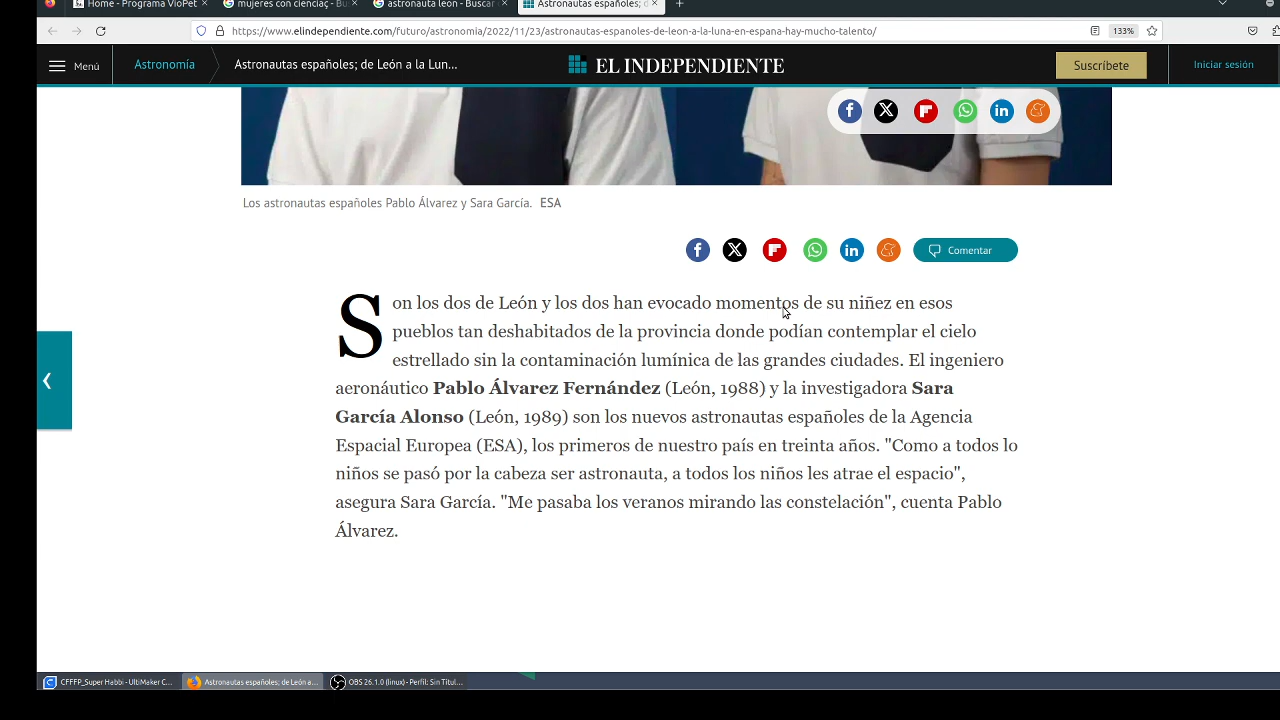 Home - Programa VioPet
mujeres con cienciaç - Bu
astronauta leon - Buscar
Astronautas españoles; d
https://www.elindependiente.com/futuro/astronomia/2022/11/23/astronautas-espanoles-de-leon-a-la-luna-en-espana-hay-mucho-talento/
133%
Menú
Astronomía
Astronautas españoles; de León a la Lun...
EL INDEPENDIENTE
Suscríbete
Iniciar sesión
Los astronautas españoles Pablo Álvarez y Sara García. ESA
Comentar
Son los dos de León y los dos han evocado momentos de su niñez en esos
pueblos tan deshabitados de la provincia donde podían contemplar el cielo
estrellado sin la contaminación lumínica de las grandes ciudades. El ingeniero
aeronáutico Pablo Álvarez Fernández (León, 1988) y la investigadora Sara
García Alonso (León, 1989) son los nuevos astronautas españoles de la Agencia
Espacial Europea (ESA), los primeros de nuestro país en treinta años. "Como a todos lo
niños se pasó por la cabeza ser astronauta, a todos los niños les atrae el espacio",
asegura Sara García. "Me pasaba los veranos mirando las constelación", cuenta Pablo
Álvarez.
CFFFP_Super Habbi - UltiMaker C...
Astronautas españoles; de León a...
OBS 26.1.0 (linux) - Perfil: Sin Títul...